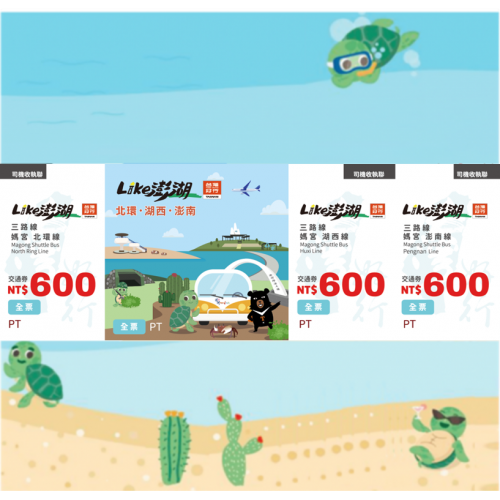 司機收執聯
Like澎湖
台灣好行
三路線
媽宮 北環線
Magong Shuttle Bus
North Ring Line
交通券
NT$600
全票
PT
Like澎湖
台灣好行
北環・湖西・澎南
全票 PT
司機收執聯
Like澎湖
台灣好行
三路線
媽宮 湖西線
Magong Shuttle Bus
Huxi Line
交通券
NT$600
全票
PT
司機收執聯
Like澎湖
台灣好行
三路線
媽宮 澎南線
Magong Shuttle Bus
Pengnan Line
交通券
NT$600
全票
PT